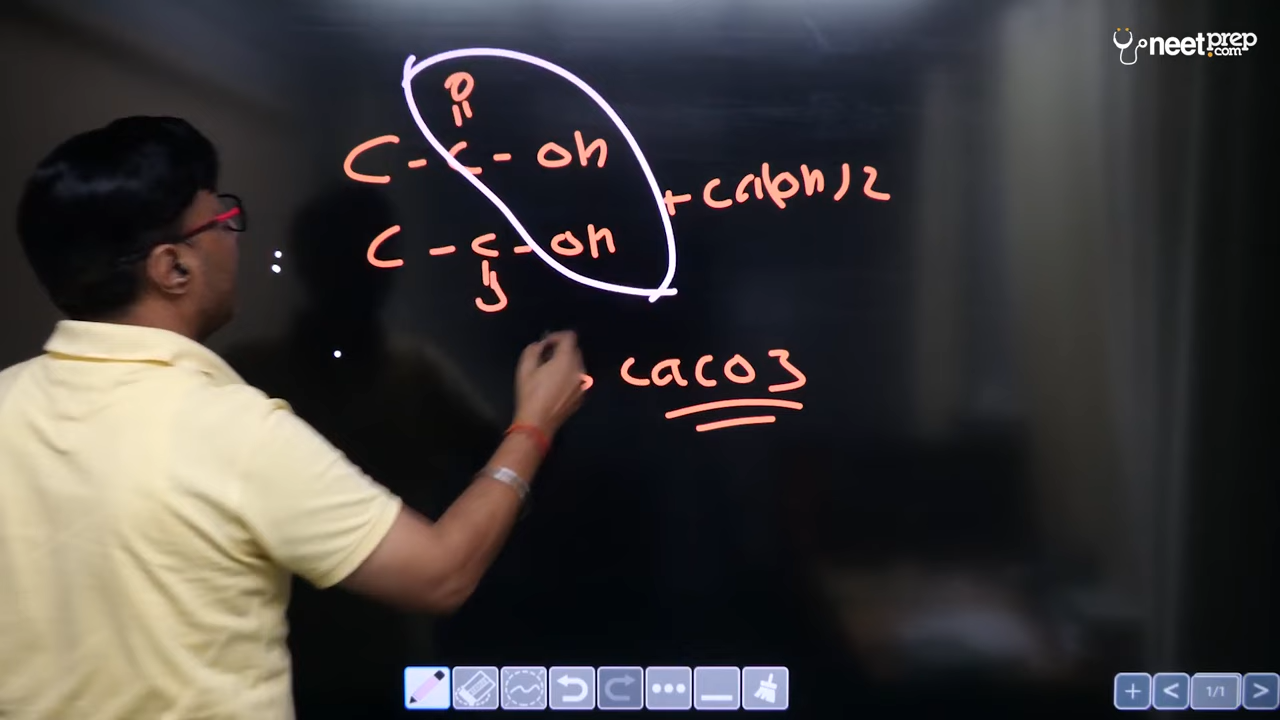 neetprep
.com
O
C - C - OH
+ Ca(OH)2
C - C - OH
O
CaCO3
1/1